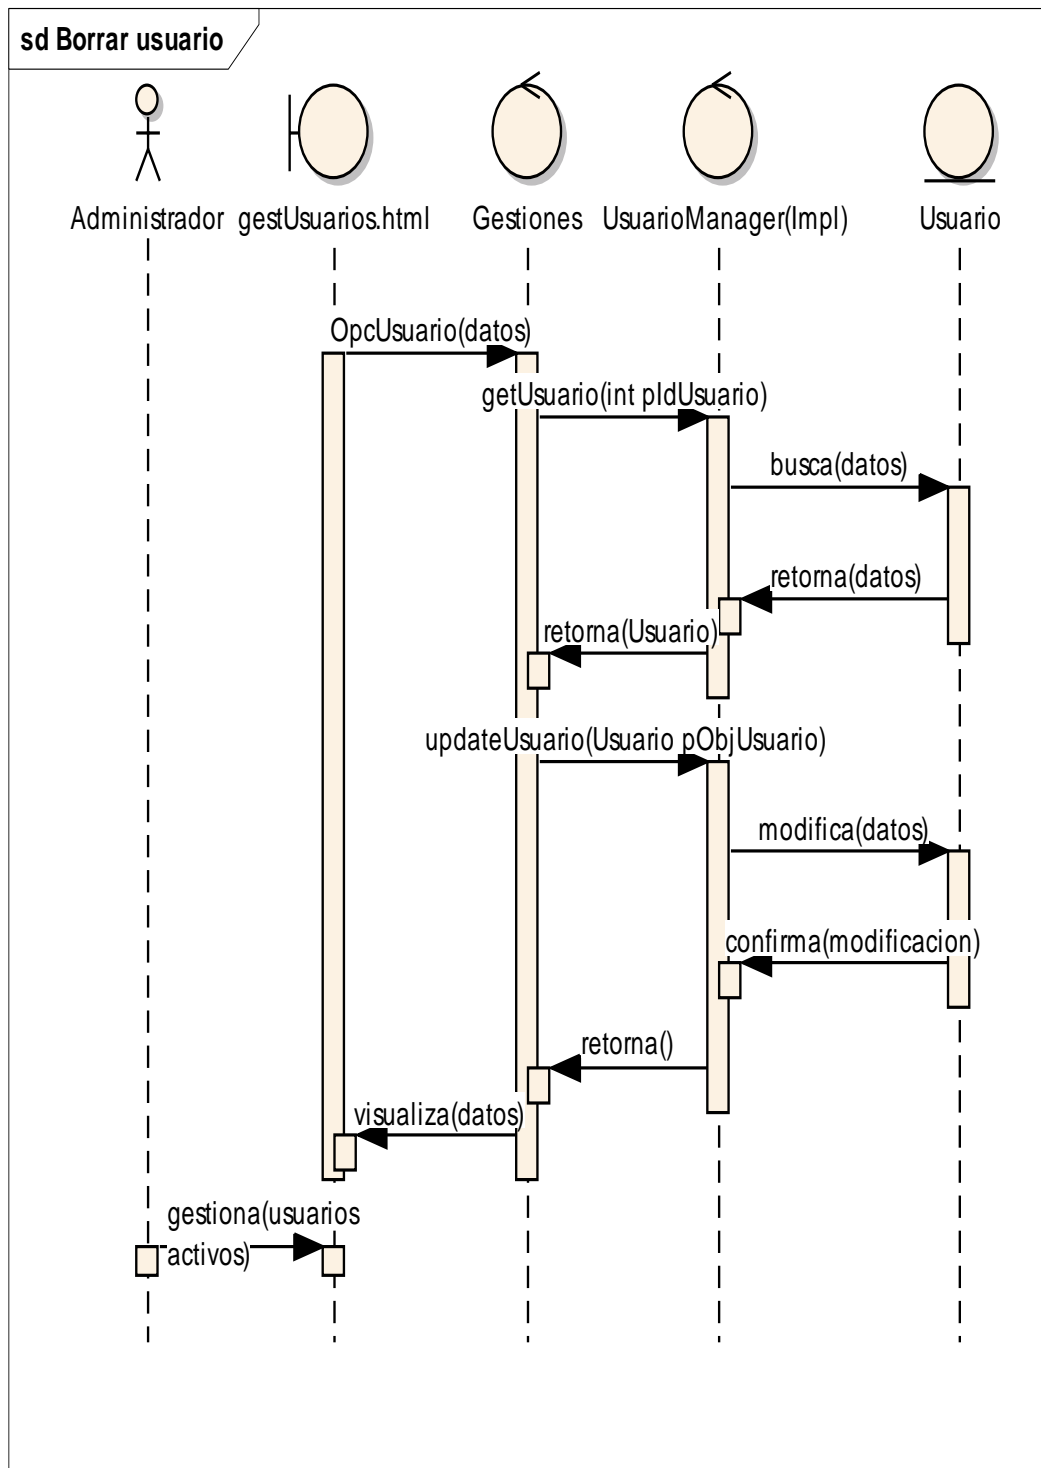 sd Borrar usuario
Administrador gestUsuarios.html Gestiones UsuarioManager(Impl) Usuario
OpcUsuario(datos)
getUsuario(int pIdUsuario)
busca(datos)
retorna(datos)
retorna(Usuario)
updateUsuario(Usuario pObjUsuario)
modifica(datos)
confirma(modificacion)
retorna()
visualiza(datos)
gestiona(usuarios
activos)